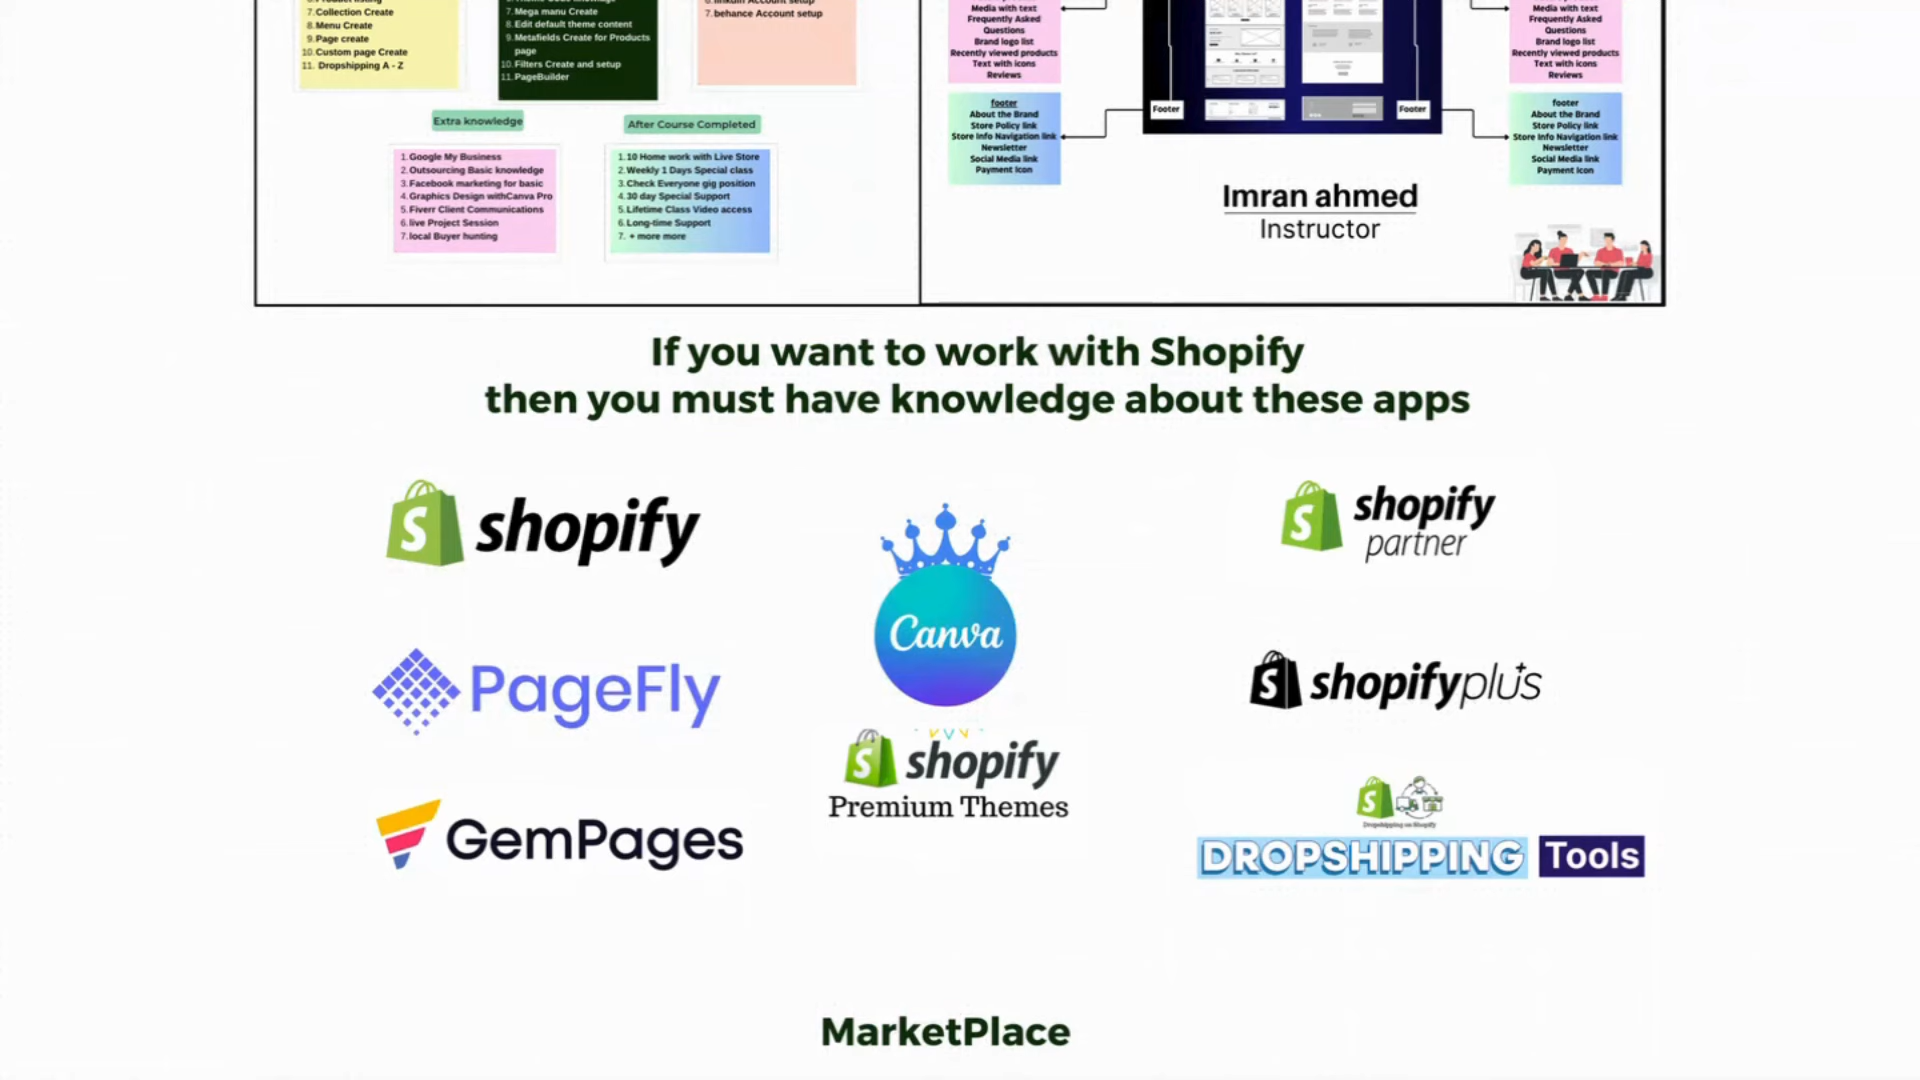 7. Collection Create
8. Menu Create
9. Page create
10. Custom page Create
11. Dropshipping A - Z
7. Mega manu Create
8. Edit default theme content
9. Metafields Create for Products
page
10. Filters Create and setup
11. PageBuilder
7. behance Account setup
Extra knowledge
1. Google My Business
2. Outsourcing Basic knowledge
3. Facebook marketing for basic
4. Graphics Design withCanva Pro
5. Fiverr Client Communications
6. live Project Session
7. local Buyer hunting
After Course Completed
1. 10 Home work with Live Store
2. Weekly 1 Days Special class
3. Check Everyone gig position
4. 30 day Special Support
5. Lifetime Class Video access
6. Long-time Support
7. + more more
Media with text
Frequently Asked
Questions
Brand logo list
Recently viewed products
Text with icons
Reviews
footer
About the Brand
Store Policy link
Store Info Navigation link
Newsletter
Social Media link
Payment Icon
Footer
Footer
Media with text
Frequently Asked
Questions
Brand logo list
Recently viewed products
Text with icons
Reviews
footer
About the Brand
Store Policy link
Store Info Navigation link
Newsletter
Social Media link
Payment Icon
Imran ahmed
Instructor
If you want to work with Shopify
then you must have knowledge about these apps
shopify
Canva
shopify
partner
PageFly
shopifyplus
shopify
Premium Themes
GemPages
Dropshipping on Shopify
DROPSHIPPING Tools
MarketPlace